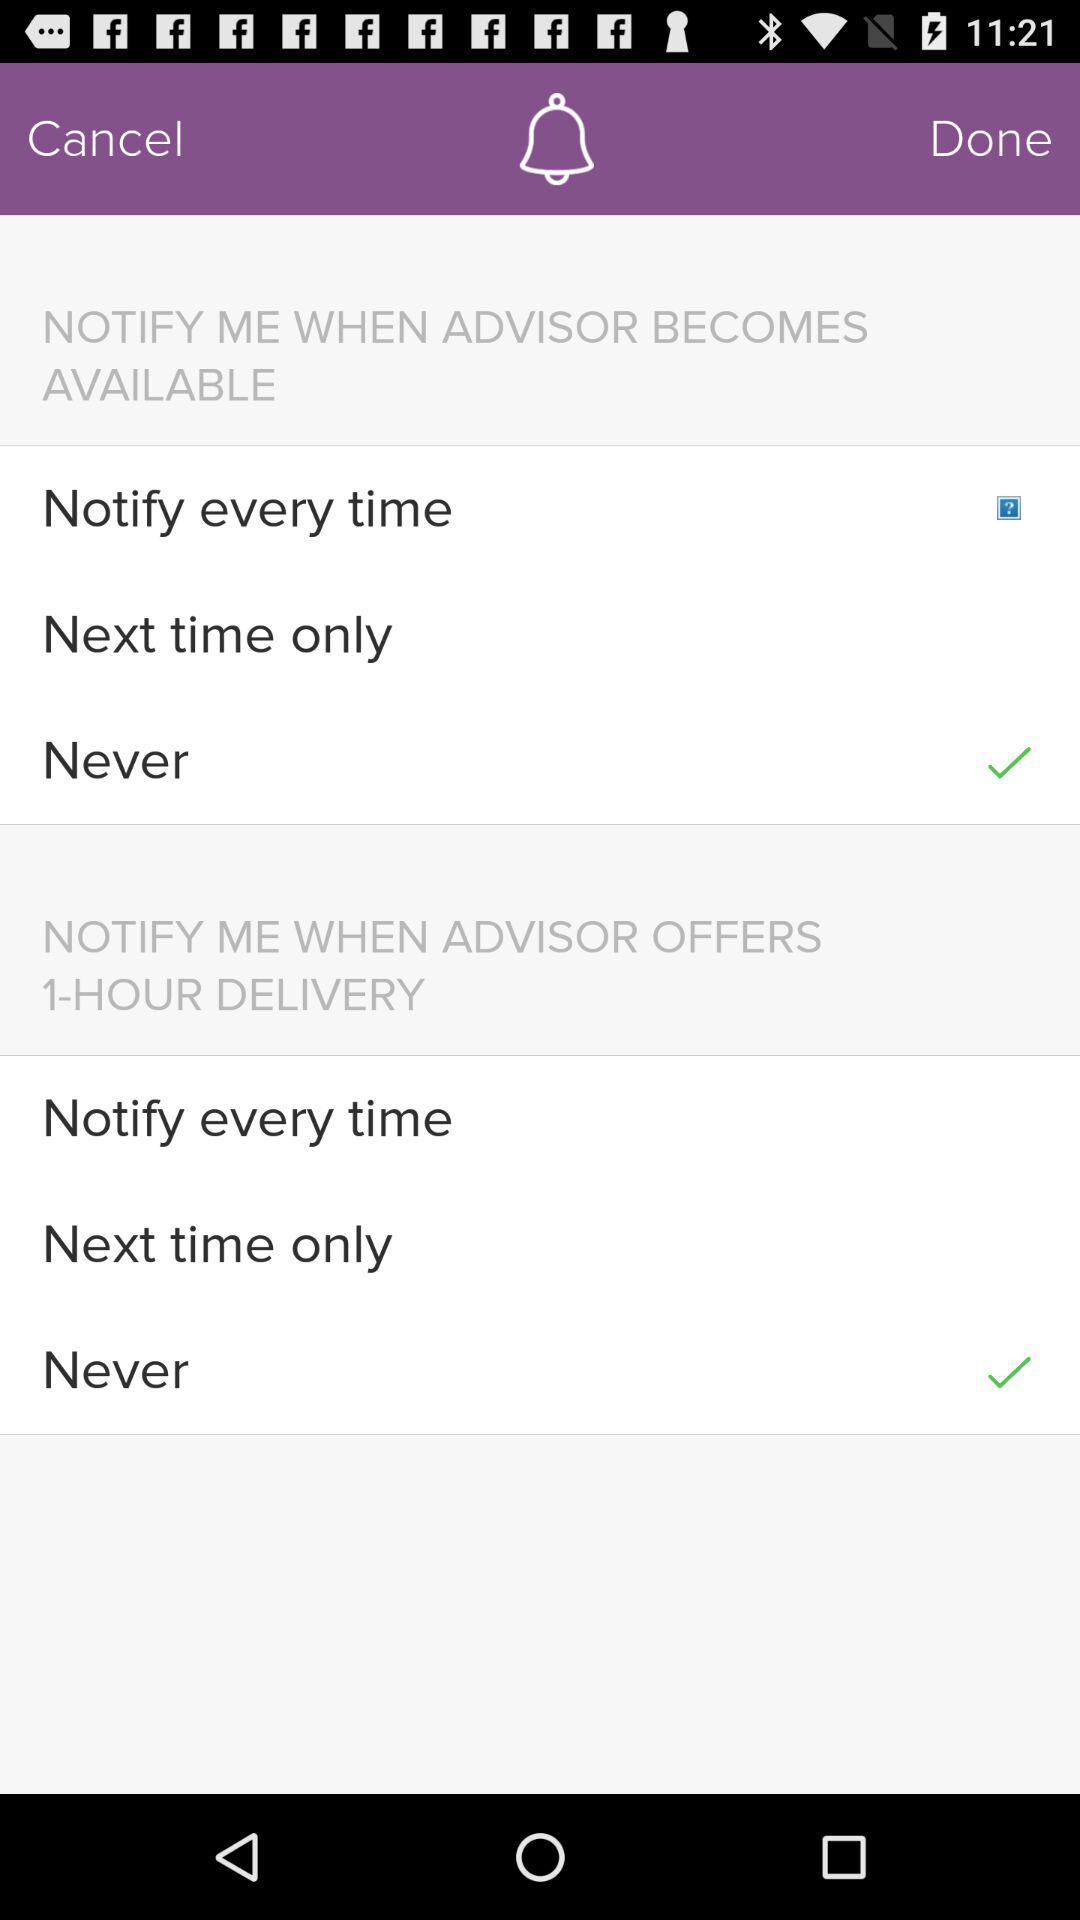 11:21
Cancel
Done
NOTIFY ME WHEN ADVISOR BECOMES
AVAILABLE
Notify every time
?
Next time only
Never
NOTIFY ME WHEN ADVISOR OFFERS
1-HOUR DELIVERY
Notify every time
Next time only
Never